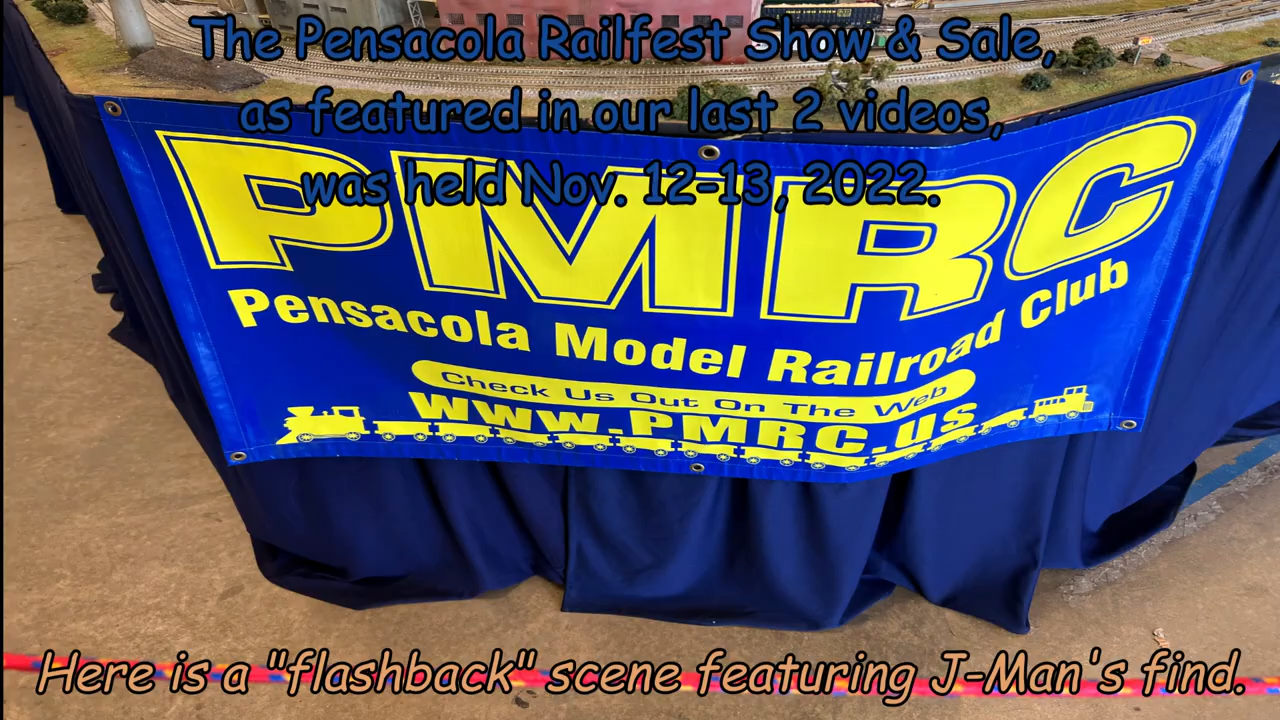 The Pensacola Railfest Show & Sale,
as featured in our last 2 videos,
was held Nov. 12-13, 2022.
PMRC
Pensacola Model Railroad Club
Check Us Out On The Web
www.PMRC.us
Here is a "flashback" scene featuring J-Man's find.